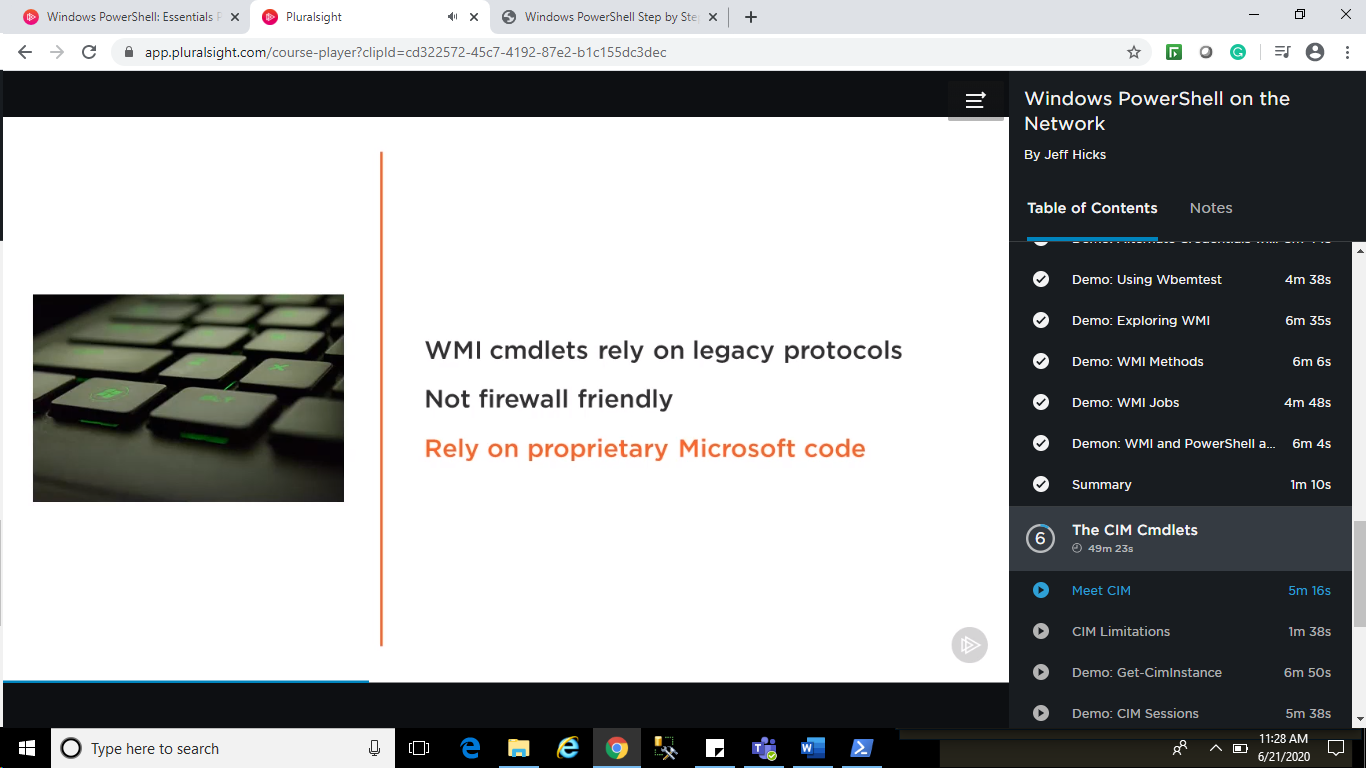 Windows PowerShell: Essentials P
Pluralsight
Windows PowerShell Step by Step
app.pluralsight.com/course-player?clipId=cd322572-45c7-4192-87e2-b1c155dc3dec
Windows PowerShell on the
Network
By Jeff Hicks
Table of Contents
Notes
Demo: Using Wbemtest 4m 38s
Demo: Exploring WMI 6m 35s
Demo: WMI Methods 6m 6s
Demo: WMI Jobs 4m 48s
Demon: WMI and PowerShell a... 6m 4s
Summary 1m 10s
6 The CIM Cmdlets
49m 23s
Meet CIM 5m 16s
CIM Limitations 1m 38s
Demo: Get-CimInstance 6m 50s
Demo: CIM Sessions 5m 38s
WMI cmdlets rely on legacy protocols
Not firewall friendly
Rely on proprietary Microsoft code
Type here to search
11:28 AM
6/21/2020